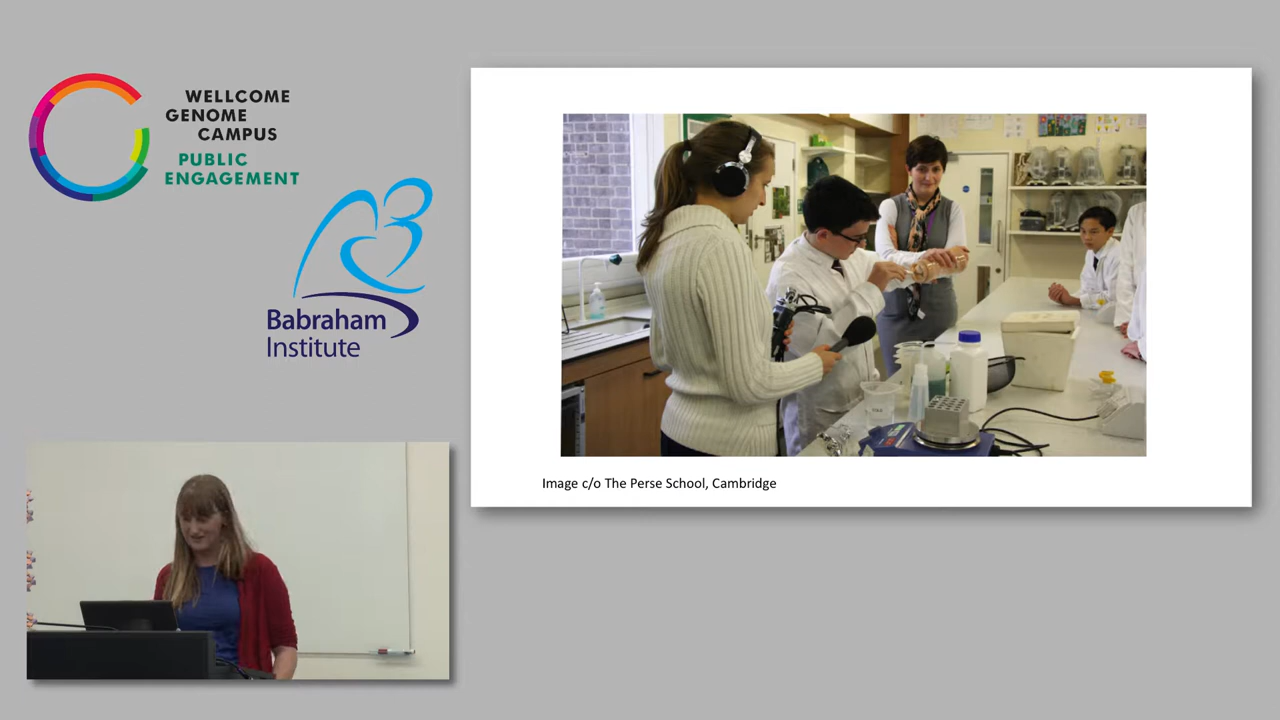 WELLCOME
GENOME
CAMPUS
PUBLIC
ENGAGEMENT
Babraham
Institute
Image c/o The Perse School, Cambridge